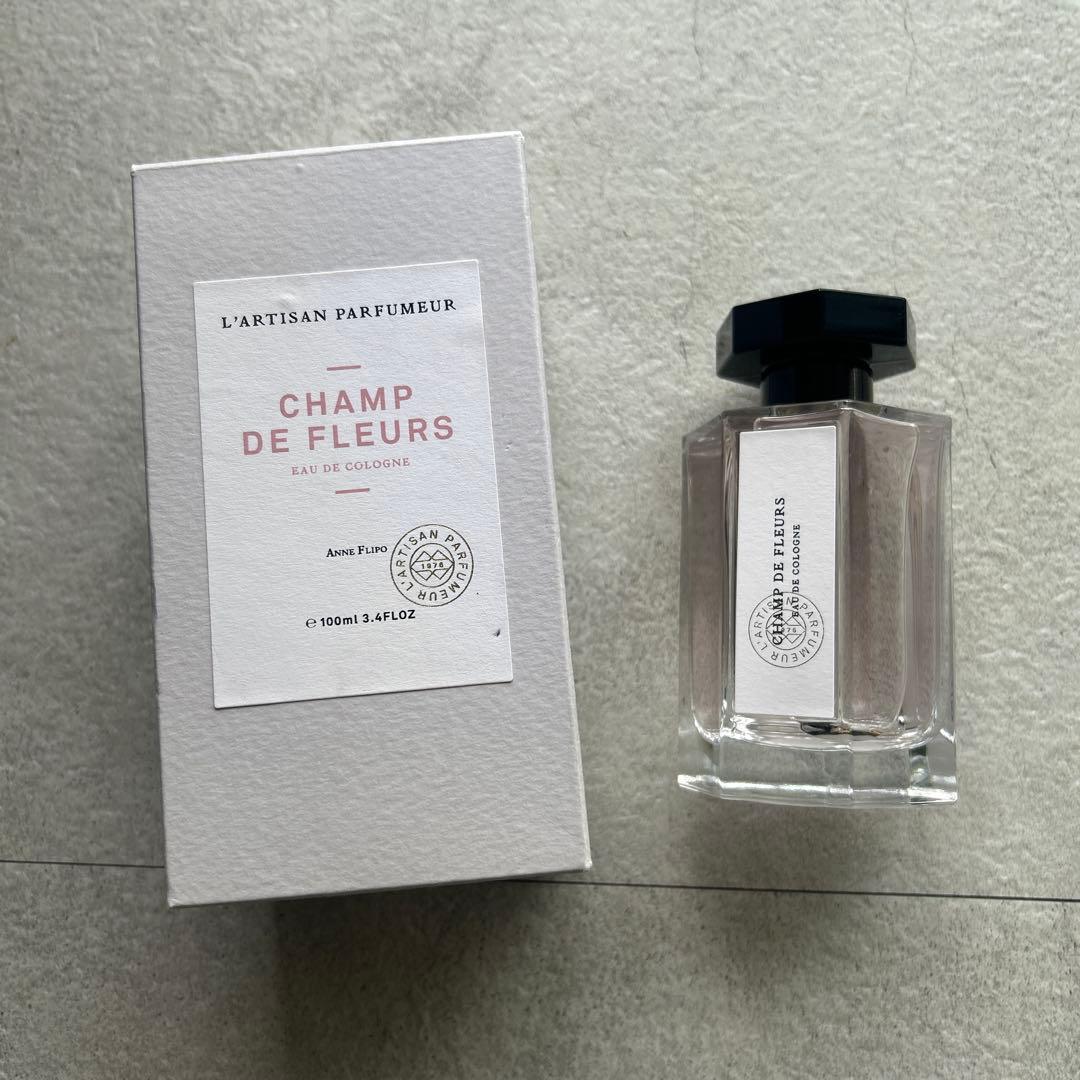 L'ARTISAN PARFUMEUR
CHAMP
DE FLEURS
EAU DE COLOGNE
ANNE FLIPO
L'ARTISAN PARFUMEUR
1976
℮ 100ml 3.4FLOZ
CHAMP DE FLEURS
EAU DE COLOGNE
L'ARTISAN PARFUMEUR